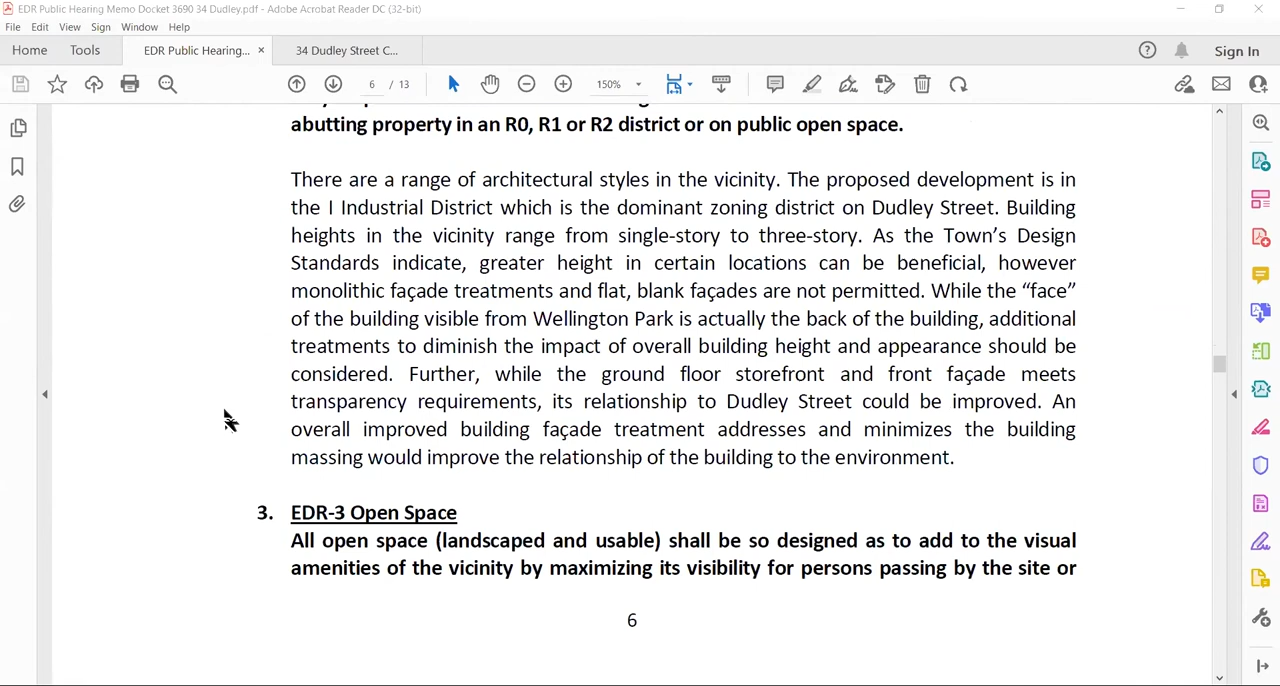 EDR Public Hearing Memo Docket 3690 34 Dudley.pdf - Adobe Acrobat Reader DC (32-bit)
File Edit View Sign Window Help
Home Tools EDR Public Hearing... × 34 Dudley Street C... Sign In
6 / 13 150%
abutting property in an R0, R1 or R2 district or on public open space.
There are a range of architectural styles in the vicinity. The proposed development is in
the I Industrial District which is the dominant zoning district on Dudley Street. Building
heights in the vicinity range from single-story to three-story. As the Town's Design
Standards indicate, greater height in certain locations can be beneficial, however
monolithic façade treatments and flat, blank façades are not permitted. While the “face”
of the building visible from Wellington Park is actually the back of the building, additional
treatments to diminish the impact of overall building height and appearance should be
considered. Further, while the ground floor storefront and front façade meets
transparency requirements, its relationship to Dudley Street could be improved. An
overall improved building façade treatment addresses and minimizes the building
massing would improve the relationship of the building to the environment.
3. EDR-3 Open Space
All open space (landscaped and usable) shall be so designed as to add to the visual
amenities of the vicinity by maximizing its visibility for persons passing by the site or
6